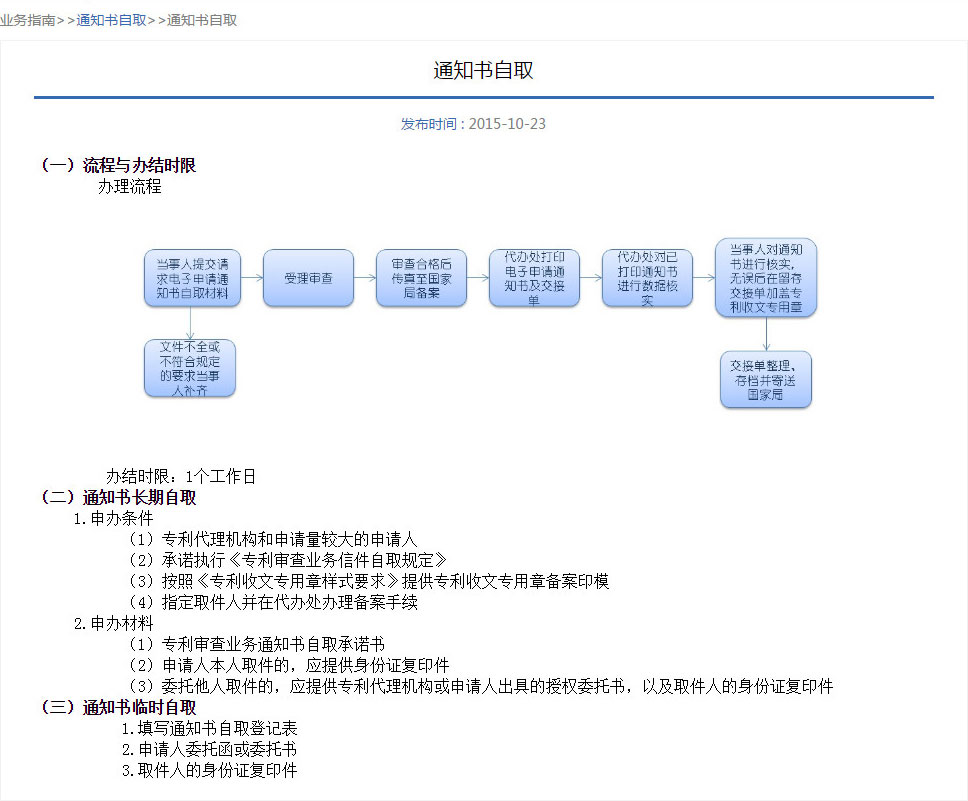 业务指南>>通知书自取>>通知书自取
通知书自取
发布时间：2015-10-23
（一）流程与办结时限
办理流程
当事人提交请
求电子申请通
知书自取材料
受理审查
审查合格后
传真至国家
局备案
代办处打印
电子申请通
知书及交接
单
代办处对已
打印通知书
进行数据核
实
当事人对通知
书进行核实,
无误后在留存
交接单加盖专
利收文专用章
文件不全或
不符合规定
的要求当事
人补齐
交接单整理、
存档并寄送
国家局
办结时限：1个工作日
（二）通知书长期自取
1.申办条件
（1）专利代理机构和申请量较大的申请人
（2）承诺执行《专利审查业务信件自取规定》
（3）按照《专利收文专用章样式要求》提供专利收文专用章备案印模
（4）指定取件人并在代办处办理备案手续
2.申办材料
（1）专利审查业务通知书自取承诺书
（2）申请人本人取件的，应提供身份证复印件
（3）委托他人取件的，应提供专利代理机构或申请人出具的授权委托书，以及取件人的身份证复印件
（三）通知书临时自取
1.填写通知书自取登记表
2.申请人委托函或委托书
3.取件人的身份证复印件